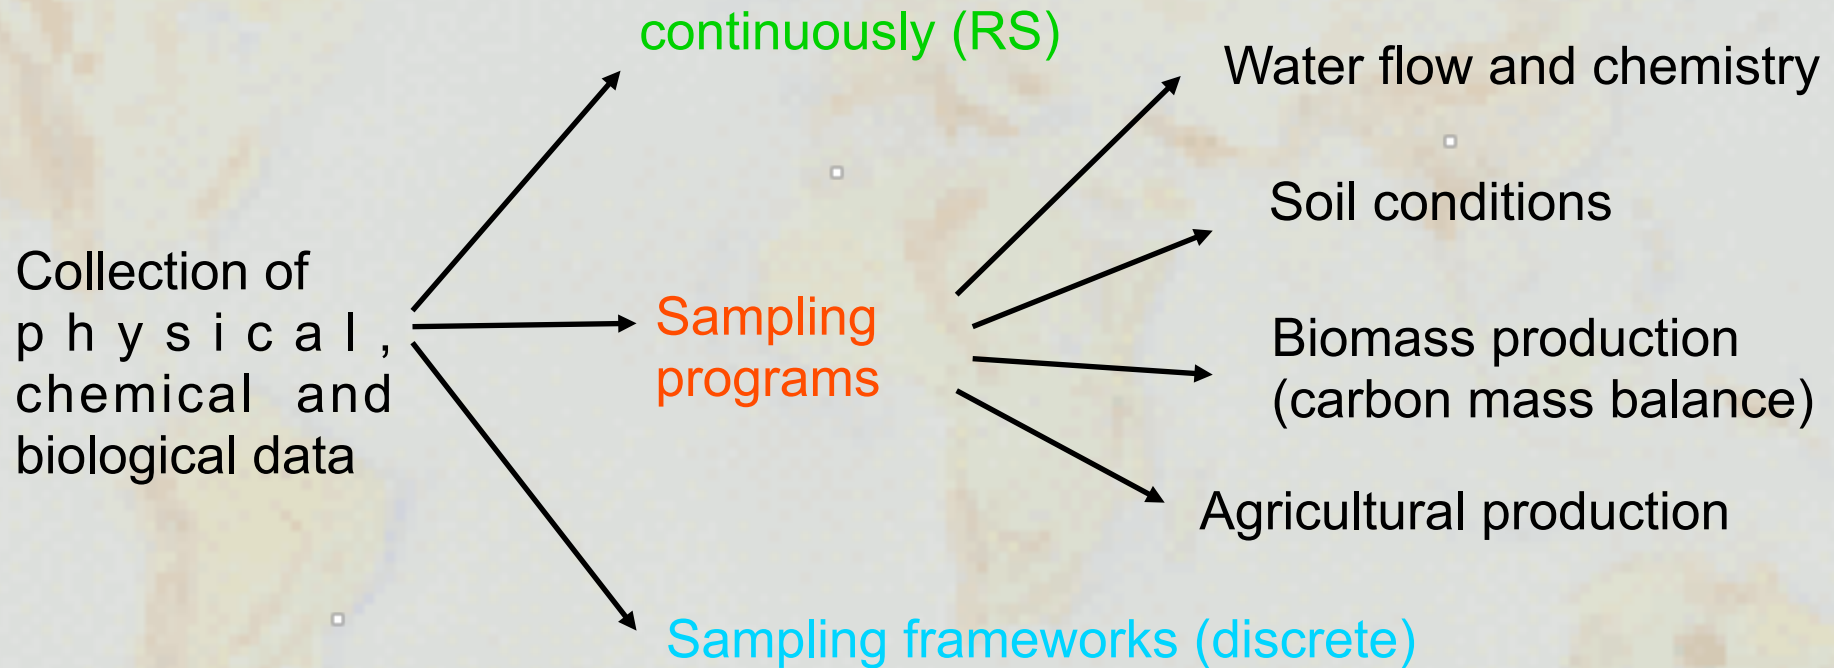 continuously (RS)
Water flow and chemistry
Soil conditions
Collection of
physical,
chemical and
biological data
Sampling
programs
Biomass production
(carbon mass balance)
Agricultural production
Sampling frameworks (discrete)